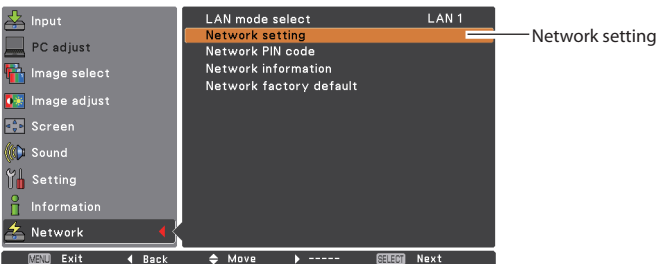 Input
PC adjust
Image select
Image adjust
Screen
Sound
Setting
Information
Network
LAN mode select LAN 1
Network setting
Network PIN code
Network information
Network factory default
Network setting
MENU Exit Back Move ----- SELECT Next